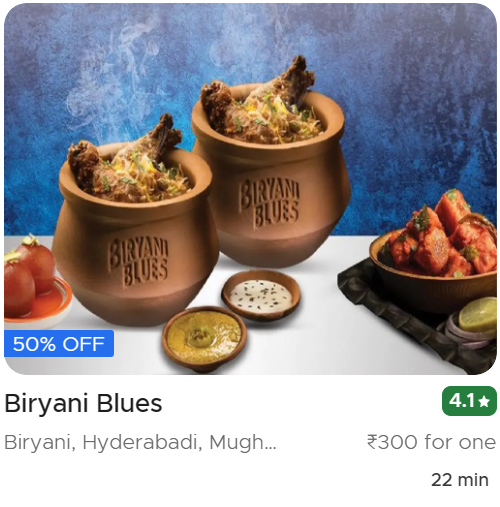 BIRYANI
BLUES
BIRYANI
BLUES
50% OFF
Biryani Blues
4.1★
Biryani, Hyderabadi, Mugh...
₹300 for one
22 min